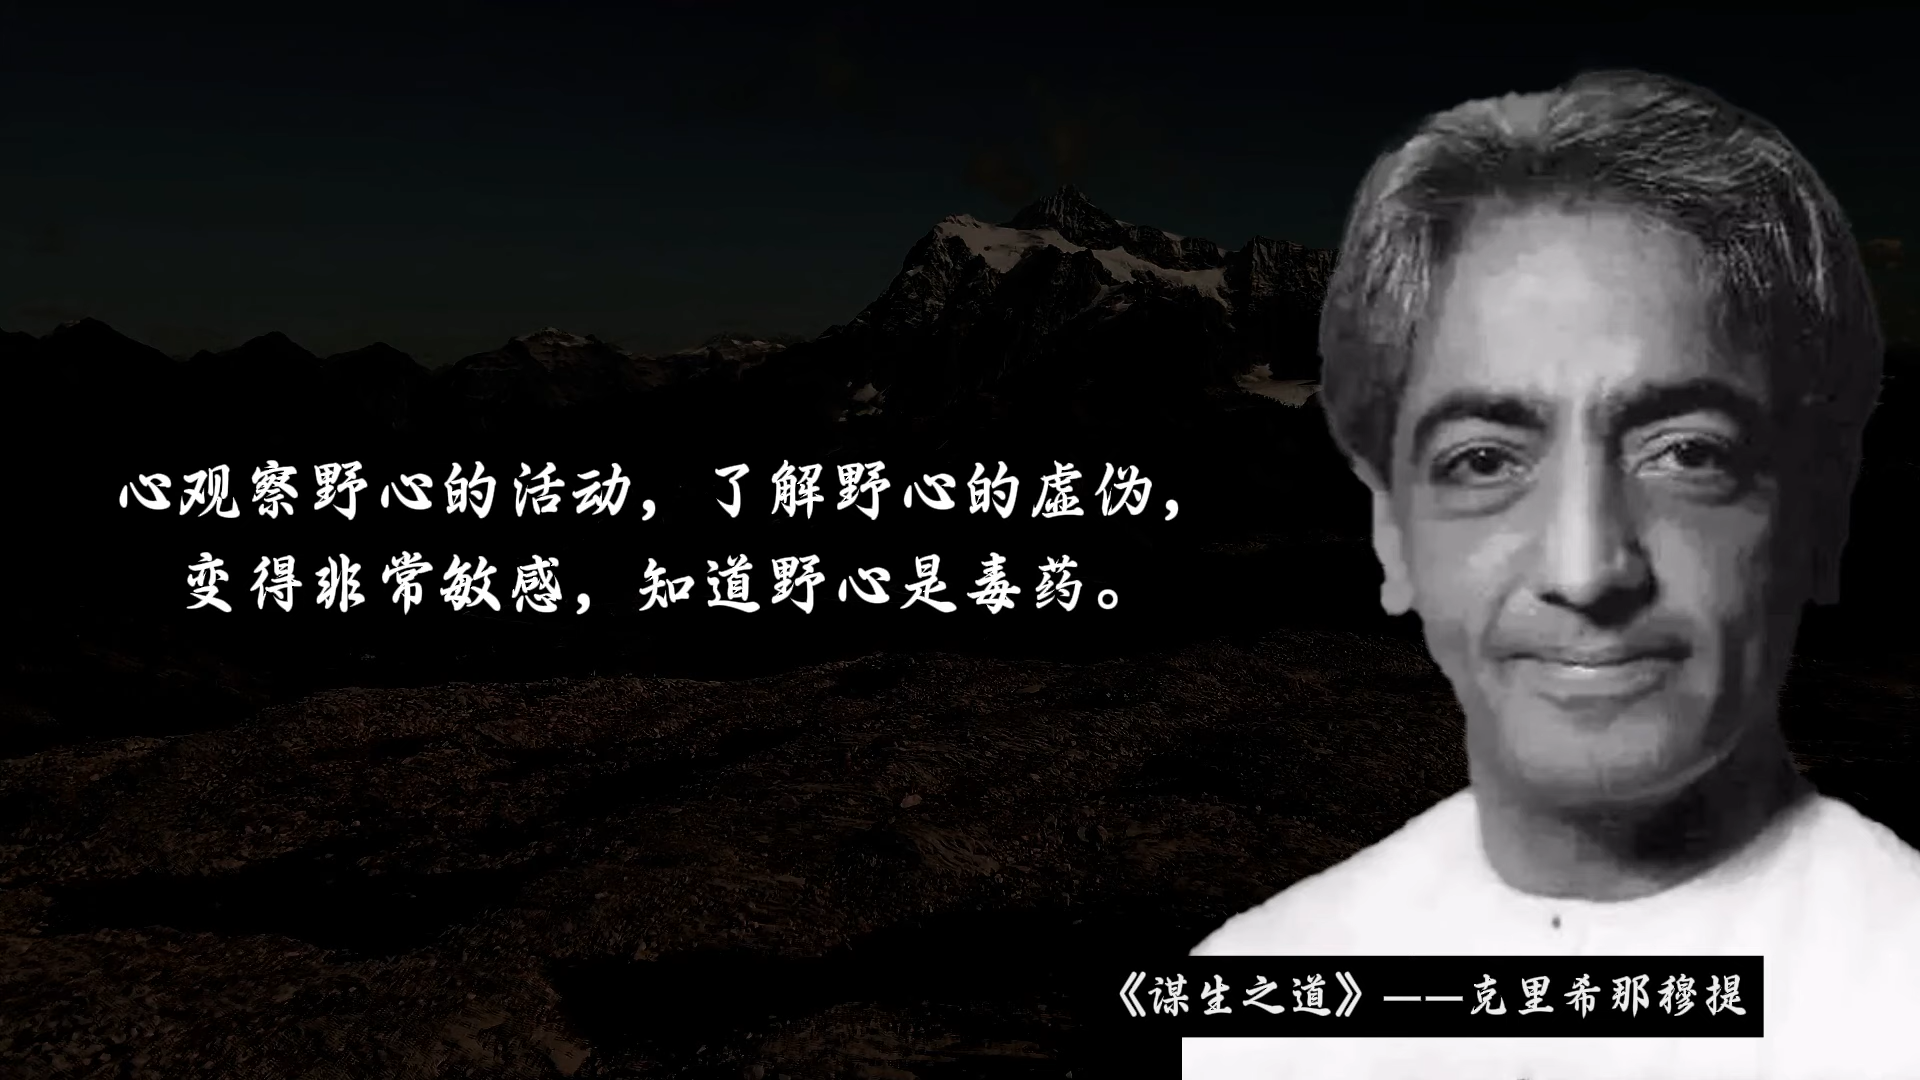 心观察野心的活动，了解野心的虚伪，
变得非常敏感，知道野心是毒药。
《谋生之道》——克里希那穆提